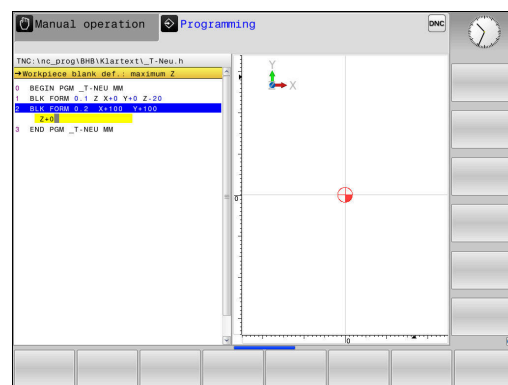 Manual operation
Programming
DNC
TNC:\nc_prog\BHB\Klartext\_T-Neu.h
→Workpiece blank def.: maximum Z
0 BEGIN PGM _T-NEU MM
1 BLK FORM 0.1 Z X+0 Y+0 Z-20
2 BLK FORM 0.2 X+100 Y+100
Z+0
3 END PGM _T-NEU MM
Y
X
0
0